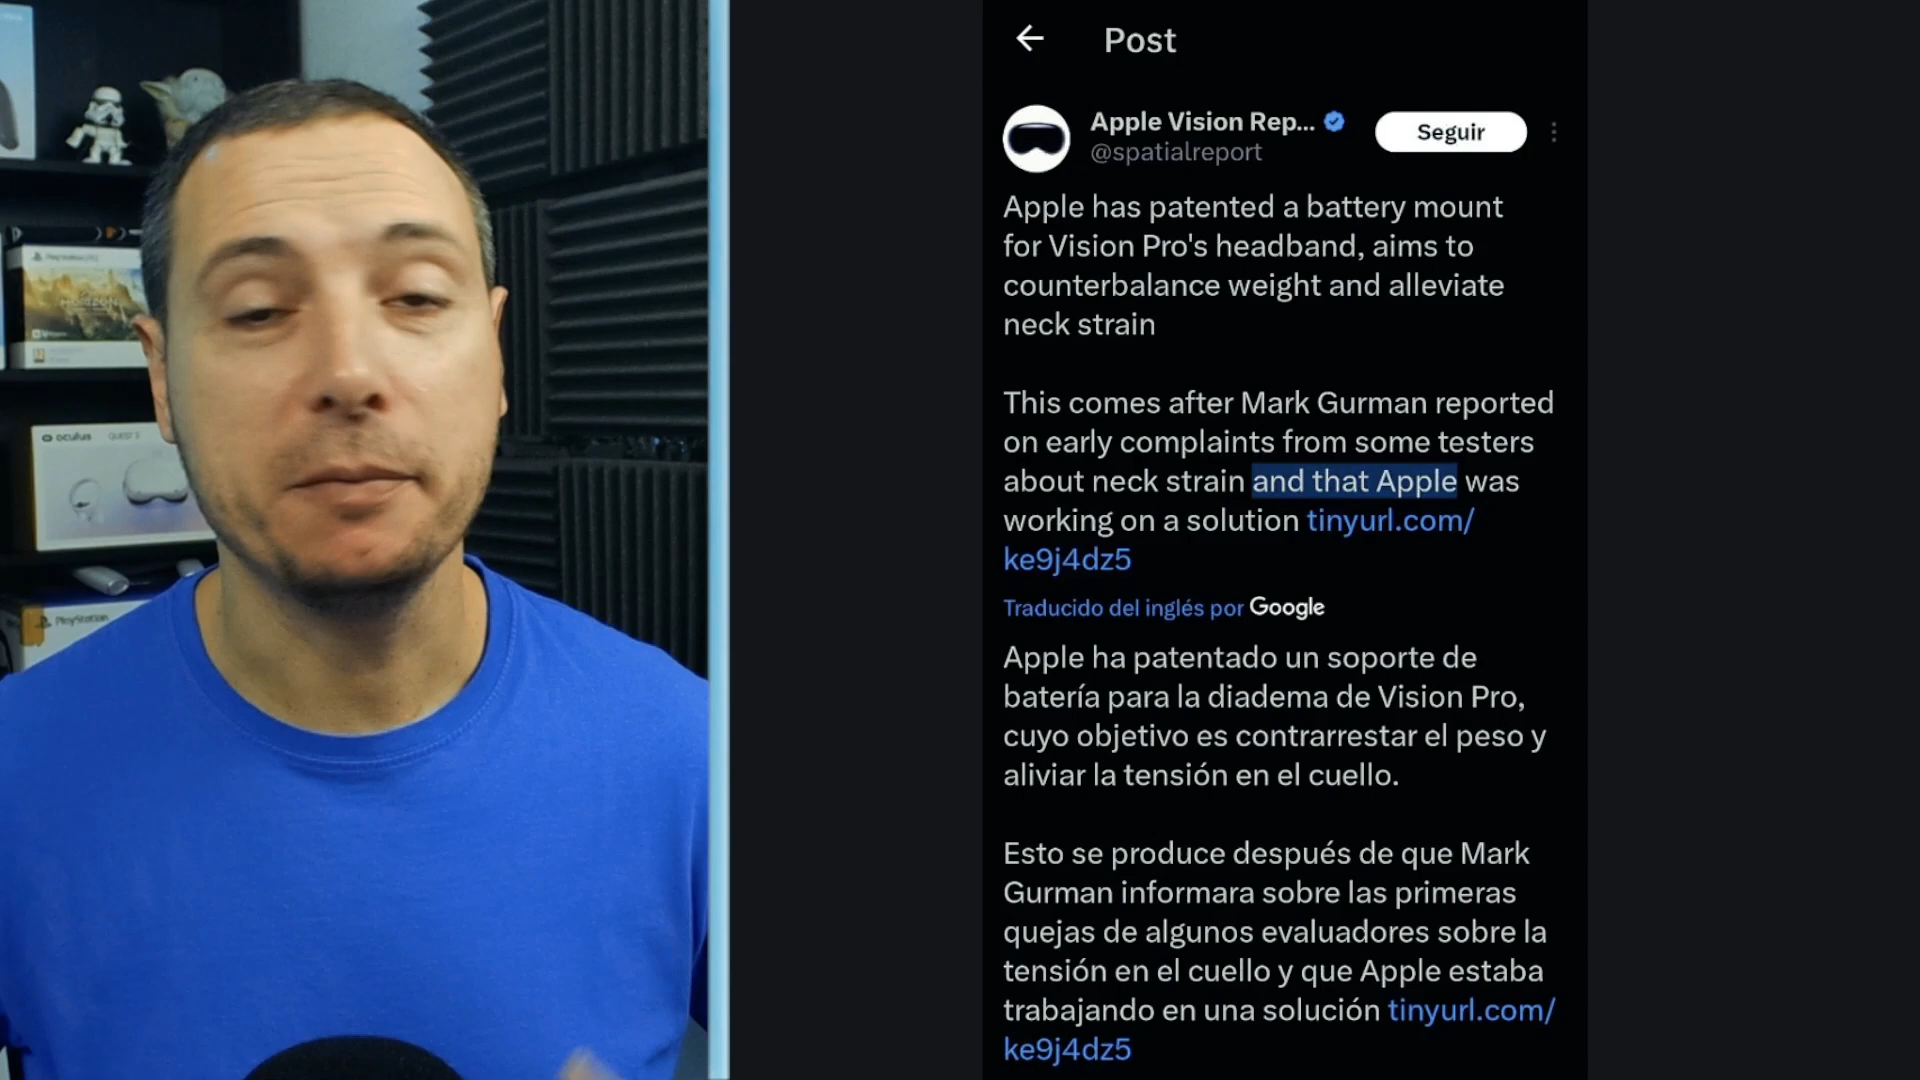 Post
Apple Vision Rep...
Seguir
@spatialreport
Apple has patented a battery mount
for Vision Pro's headband, aims to
counterbalance weight and alleviate
neck strain
This comes after Mark Gurman reported
on early complaints from some testers
about neck strain and that Apple was
working on a solution tinyurl.com/
ke9j4dz5
Traducido del inglés por Google
Apple ha patentado un soporte de
batería para la diadema de Vision Pro,
cuyo objetivo es contrarrestar el peso y
aliviar la tensión en el cuello.
Esto se produce después de que Mark
Gurman informara sobre las primeras
quejas de algunos evaluadores sobre la
tensión en el cuello y que Apple estaba
trabajando en una solución tinyurl.com/
ke9j4dz5
HORIZON
oculus
PlayStation